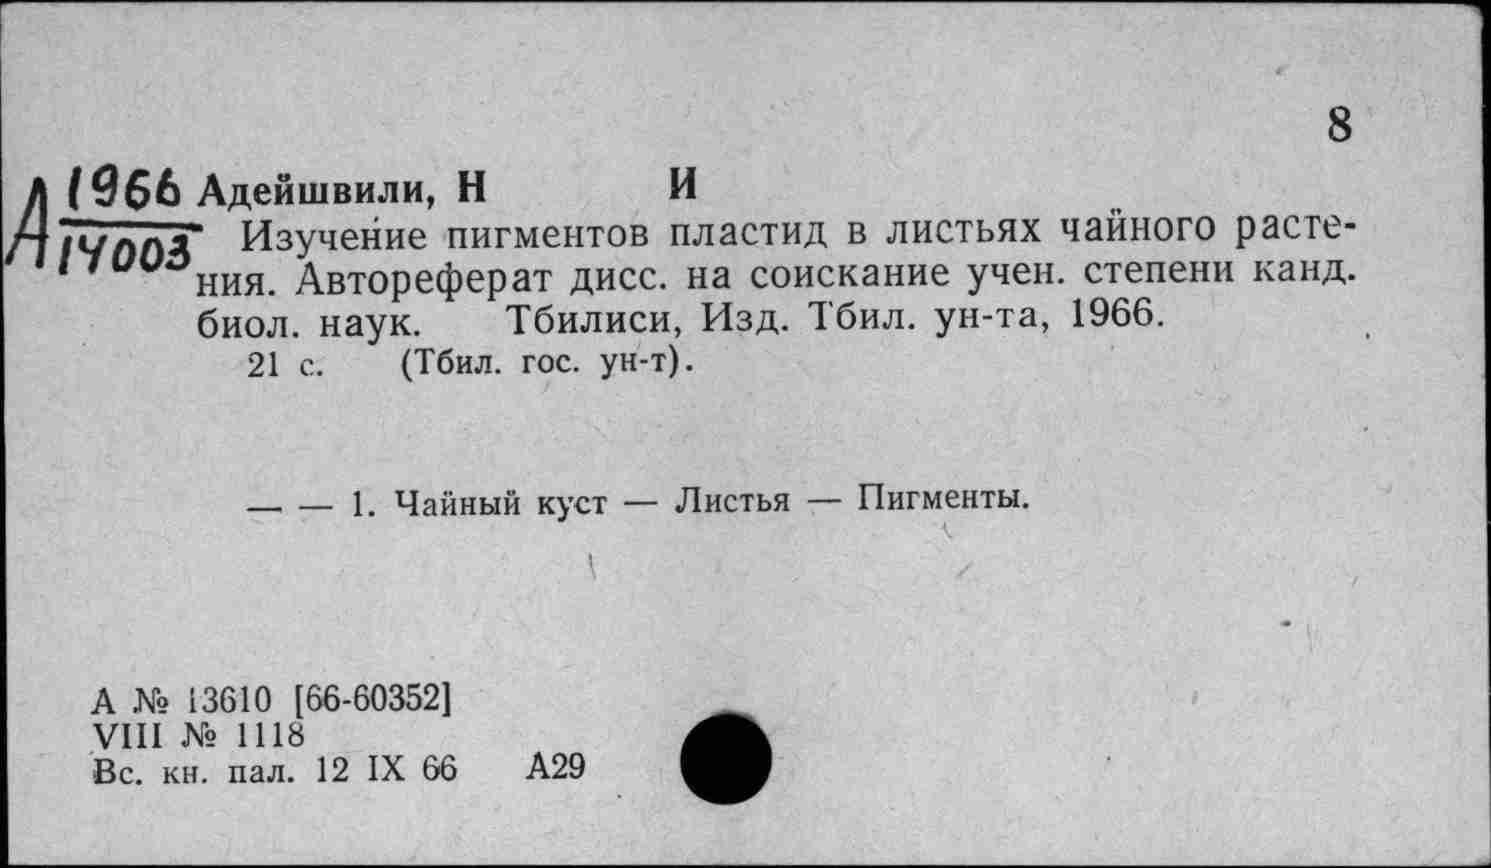 8
А 1966 Адейшвили, Н И
14003 Изучение пигментов пластид в листьях чайного расте-
ния. Автореферат дисс. на соискание учен. степени канд.
биол. наук. Тбилиси, Изд. Тбил. ун-та, 1966.
21 с. (Тбил. гос. ун-т).
— — 1. Чайный куст — Листья — Пигменты.
А № 13610 [66-60352]
VIII № 1118
Вс. кн. пал. 12 IX 66 А29